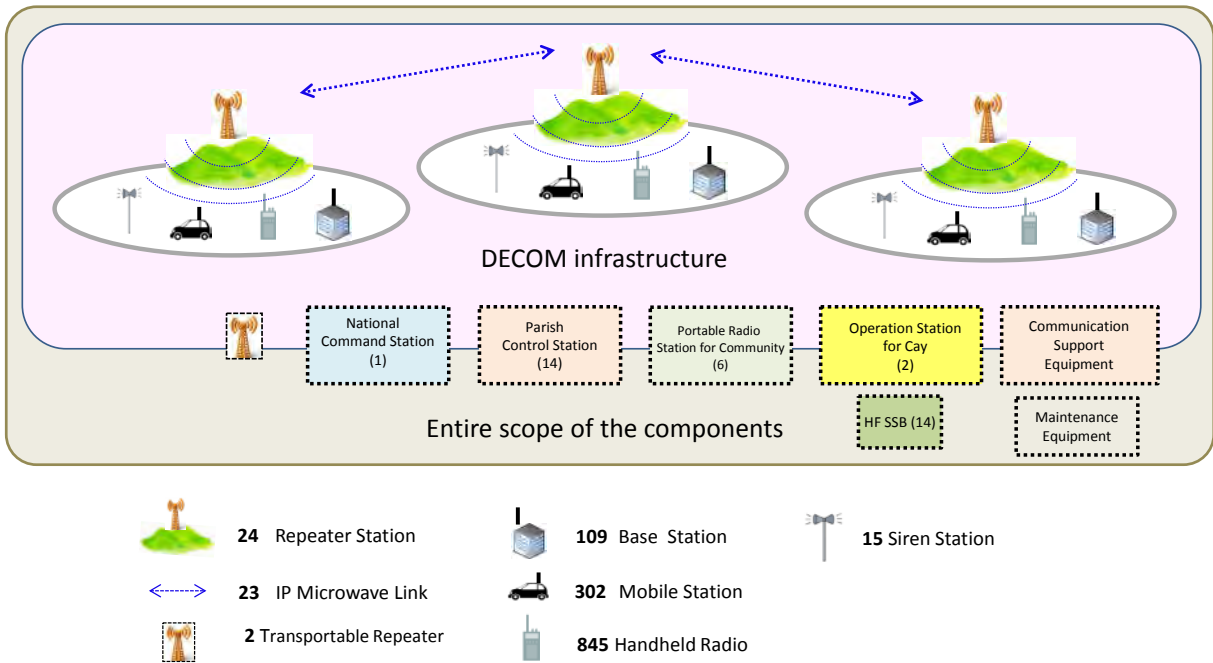 DECOM infrastructure
National
Command Station
(1)
Parish
Control Station
(14)
Portable Radio
Station for Community
(6)
Operation Station
for Cay
(2)
Communication
Support
Equipment
Entire scope of the components
HF SSB (14)
Maintenance
Equipment
24 Repeater Station
109 Base Station
15 Siren Station
23 IP Microwave Link
302 Mobile Station
2 Transportable Repeater
845 Handheld Radio